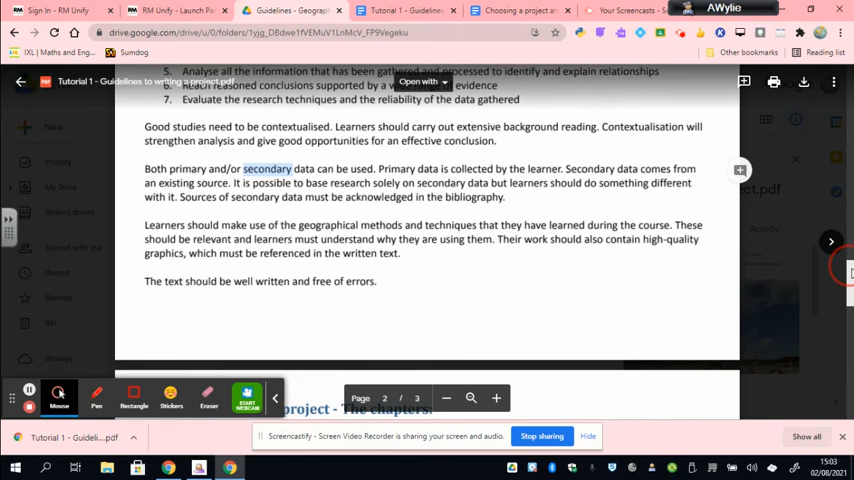 AWylie
Sign In - RM Unify
RM Unify - Launch Pa
Guidelines - Geograp
Tutorial 1 - Guidelines
Choosing a project an
Your Screencasts - S
drive.google.com/drive/u/0/folders/1yjg_DBdwe1fVEMuV1LnMcV_FP9Vegeku
IXL | Maths and Eng...
Sumdog
Other bookmarks
Reading list
PDF Tutorial 1 - Guidelines to writing a project.pdf
Open with
5. Analyse all the information that has been gathered and processed to identify and explain relationships
6. Reach reasoned conclusions supported by a wide range of evidence
7. Evaluate the research techniques and the reliability of the data gathered
Good studies need to be contextualised. Learners should carry out extensive background reading. Contextualisation will
strengthen analysis and give good opportunities for an effective conclusion.
Both primary and/or secondary data can be used. Primary data is collected by the learner. Secondary data comes from
an existing source. It is possible to base research solely on secondary data but learners should do something different
with it. Sources of secondary data must be acknowledged in the bibliography.
Learners should make use of the geographical methods and techniques that they have learned during the course. These
should be relevant and learners must understand why they are using them. Their work should also contain high-quality
graphics, which must be referenced in the written text.
The text should be well written and free of errors.
New
Priority
My Drive
Shared drives
Shared with me
Recent
Starred
Bin
Storage
ject.pdf
Activity
Mouse
Pen
Rectangle
Stickers
Eraser
START
WEBCAM
Page 2 / 3
project - The chapters:
Tutorial 1 - Guideli....pdf
Screencastify - Screen Video Recorder is sharing your screen and audio.
Stop sharing
Hide
Show all
15:03
02/08/2021